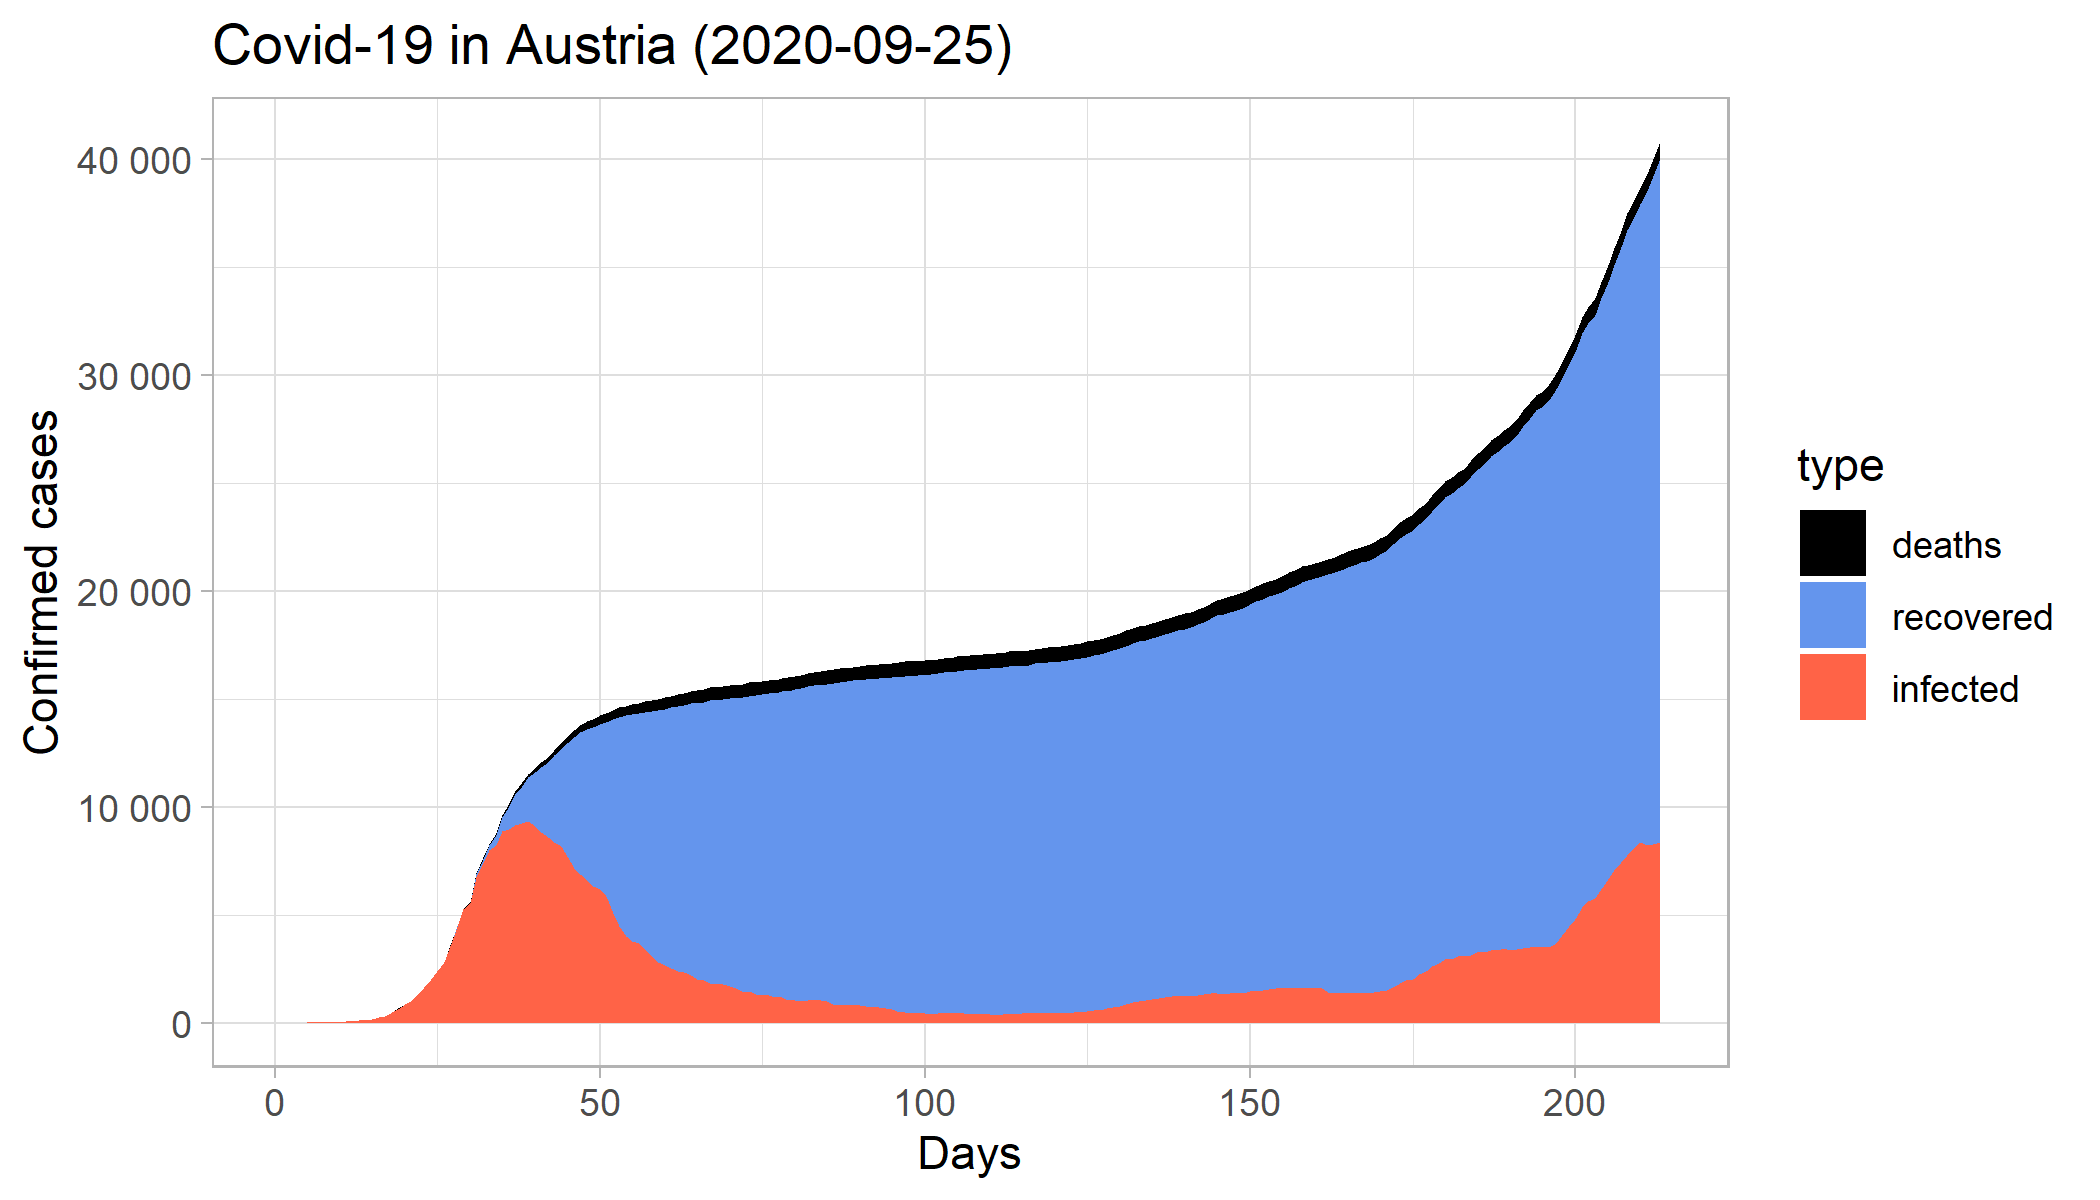 Covid-19 in Austria (2020-09-25)
Confirmed cases
40 000
30 000
20 000
10 000
0
0 50 100 150 200
Days
type
deaths
recovered
infected